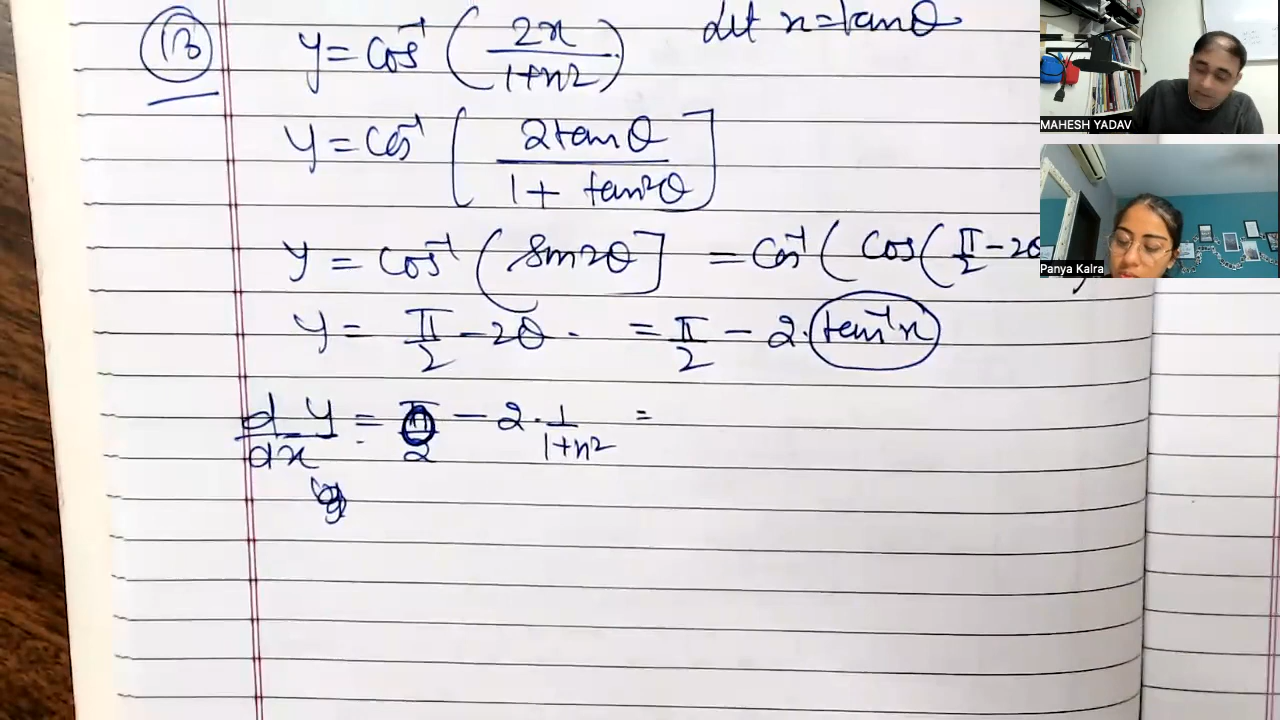 (13) y = cos⁻¹ (2x / 1+x²) let x = tanθ
y = cos⁻¹ [2tanθ / 1 + tan²θ]
y = cos⁻¹ (sin2θ] = cos⁻¹ ( cos(π/2 − 2θ
y = π/2 − 2θ · = π/2 − 2·tan⁻¹x
d y / dx = 0 / 2 − 2·1 / 1+x² =
MAHESH YADAV
Panya Kalra